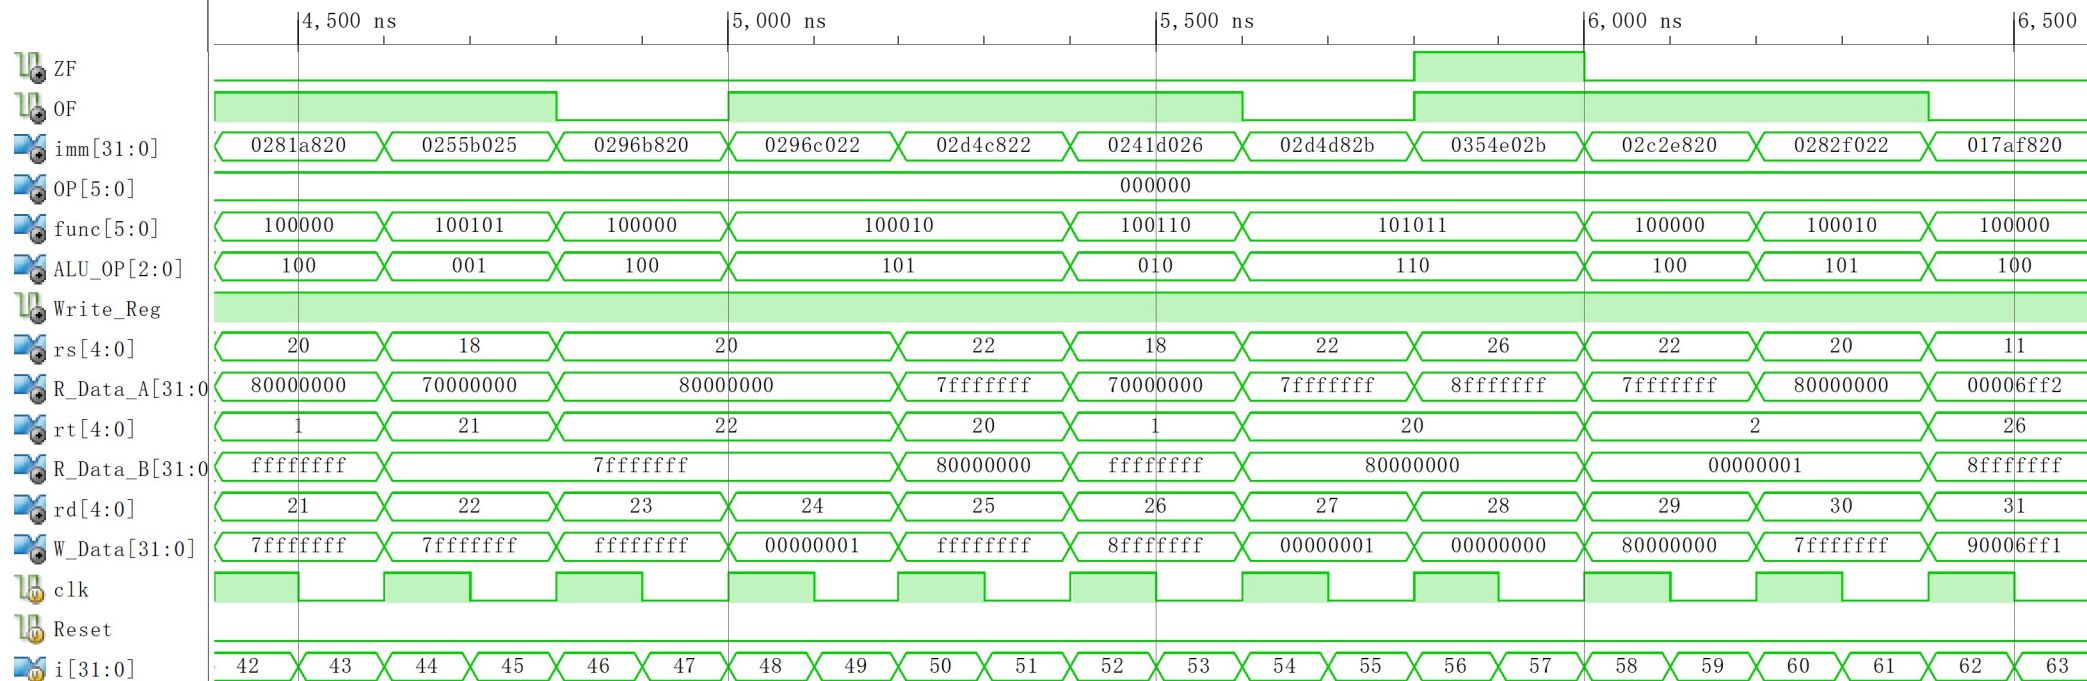 4,500 ns 5,000 ns 5,500 ns 6,000 ns 6,500
ZF
OF
imm[31:0] 0281a820 0255b025 0296b820 0296c022 02d4c822 0241d026 02d4d82b 0354e02b 02c2e820 0282f022 017af820
OP[5:0] 000000
func[5:0] 100000 100101 100000 100010 100110 101011 100000 100010 100000
ALU_OP[2:0] 100 001 100 101 010 110 100 101 100
Write_Reg
rs[4:0] 20 18 20 22 18 22 26 22 20 11
R_Data_A[31:0 80000000 70000000 80000000 7fffffff 70000000 7fffffff 8fffffff 7fffffff 80000000 00006ff2
rt[4:0] 1 21 22 20 1 20 2 26
R_Data_B[31:0 ffffffff 7fffffff 80000000 ffffffff 80000000 00000001 8fffffff
rd[4:0] 21 22 23 24 25 26 27 28 29 30 31
W_Data[31:0] 7fffffff 7fffffff ffffffff 00000001 ffffffff 8fffffff 00000001 00000000 80000000 7fffffff 90006ff1
clk
Reset
i[31:0] 42 43 44 45 46 47 48 49 50 51 52 53 54 55 56 57 58 59 60 61 62 63